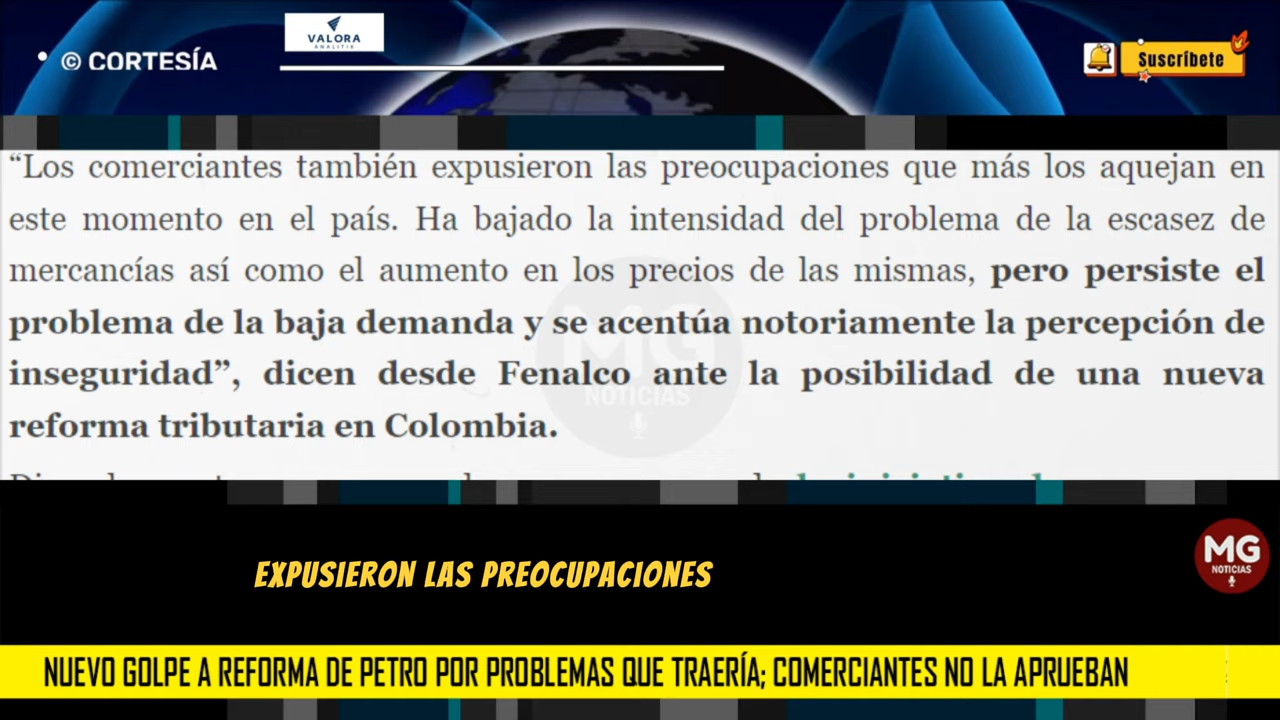 © CORTESÍA
VALORA
ANALITIK
Suscríbete
“Los comerciantes también expusieron las preocupaciones que más los aquejan en
este momento en el país. Ha bajado la intensidad del problema de la escasez de
mercancías así como el aumento en los precios de las mismas, pero persiste el
problema de la baja demanda y se acentúa notoriamente la percepción de
inseguridad”, dicen desde Fenalco ante la posibilidad de una nueva
reforma tributaria en Colombia.
MG
NOTICIAS
EXPUSIERON LAS PREOCUPACIONES
MG
NOTICIAS
NUEVO GOLPE A REFORMA DE PETRO POR PROBLEMAS QUE TRAERÍA; COMERCIANTES NO LA APRUEBAN